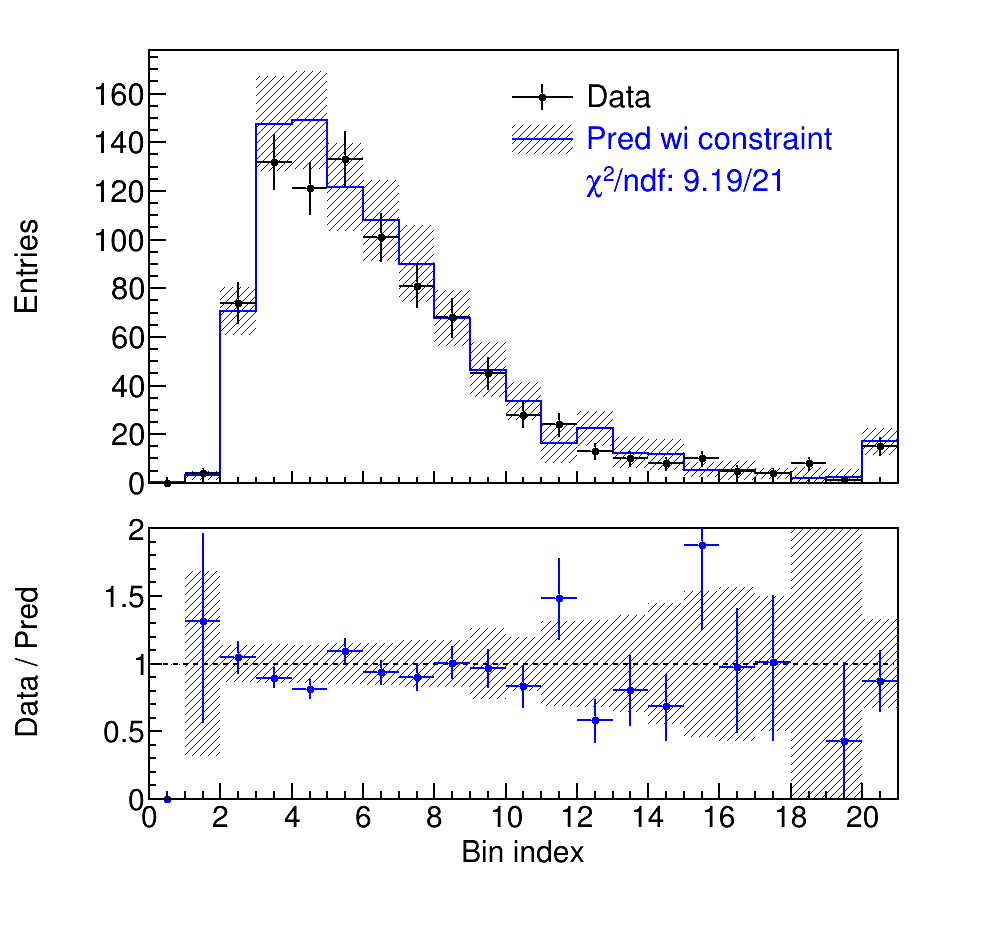 Entries
160
140
120
100
80
60
40
20
0
Data
Pred wi constraint
χ²/ndf: 9.19/21
Data / Pred
2
1.5
1
0.5
0
0 2 4 6 8 10 12 14 16 18 20
Bin index